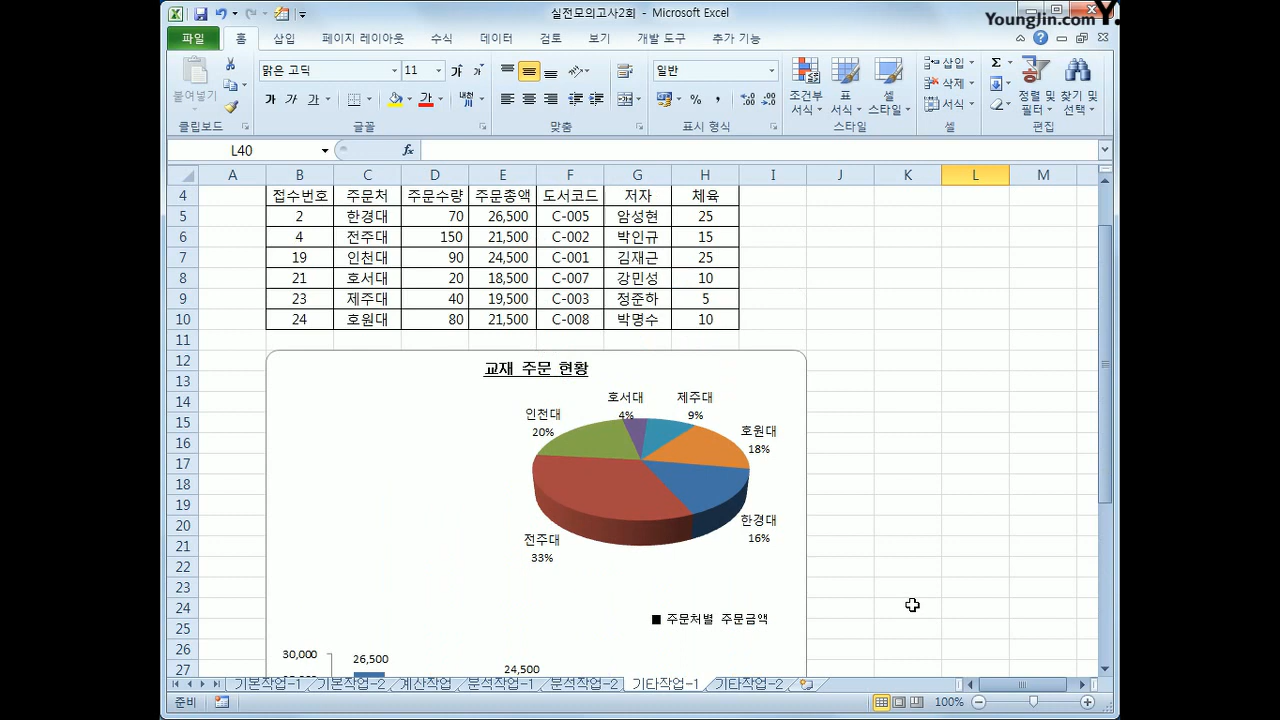 실전모의고사2회 - Microsoft Excel
YoungJin.com Y.
파일 홈 삽입 페이지 레이아웃 수식 데이터 검토 보기 개발 도구 추가 기능
붙여넣기
맑은 고딕 11
가 가 가 가 내천
일반
% ,
조건부 서식
표 서식
셀 스타일
삽입
삭제
서식
정렬 및 필터
찾기 및 선택
클립보드 글꼴 맞춤 표시 형식 스타일 셀 편집
L40 fx
A B C D E F G H I J K L M
4 접수번호 주문처 주문수량 주문총액 도서코드 저자 체육
5 2 한경대 70 26,500 C-005 암성현 25
6 4 전주대 150 21,500 C-002 박인규 15
7 19 인천대 90 24,500 C-001 김재근 25
8 21 호서대 20 18,500 C-007 강민성 10
9 23 제주대 40 19,500 C-003 정준하 5
10 24 호원대 80 21,500 C-008 박명수 10
11
12
13
14
15
16
17
18
19
20
21
22
23
24
25
26
27
교재 주문 현황
호서대
4%
제주대
9%
인천대
20%
호원대
18%
한경대
16%
전주대
33%
■ 주문처별 주문금액
30,000
26,500
24,500
기본작업-1 기본작업-2 계산작업 분석작업-1 분석작업-2 기타작업-1 기타작업-2
준비 100%